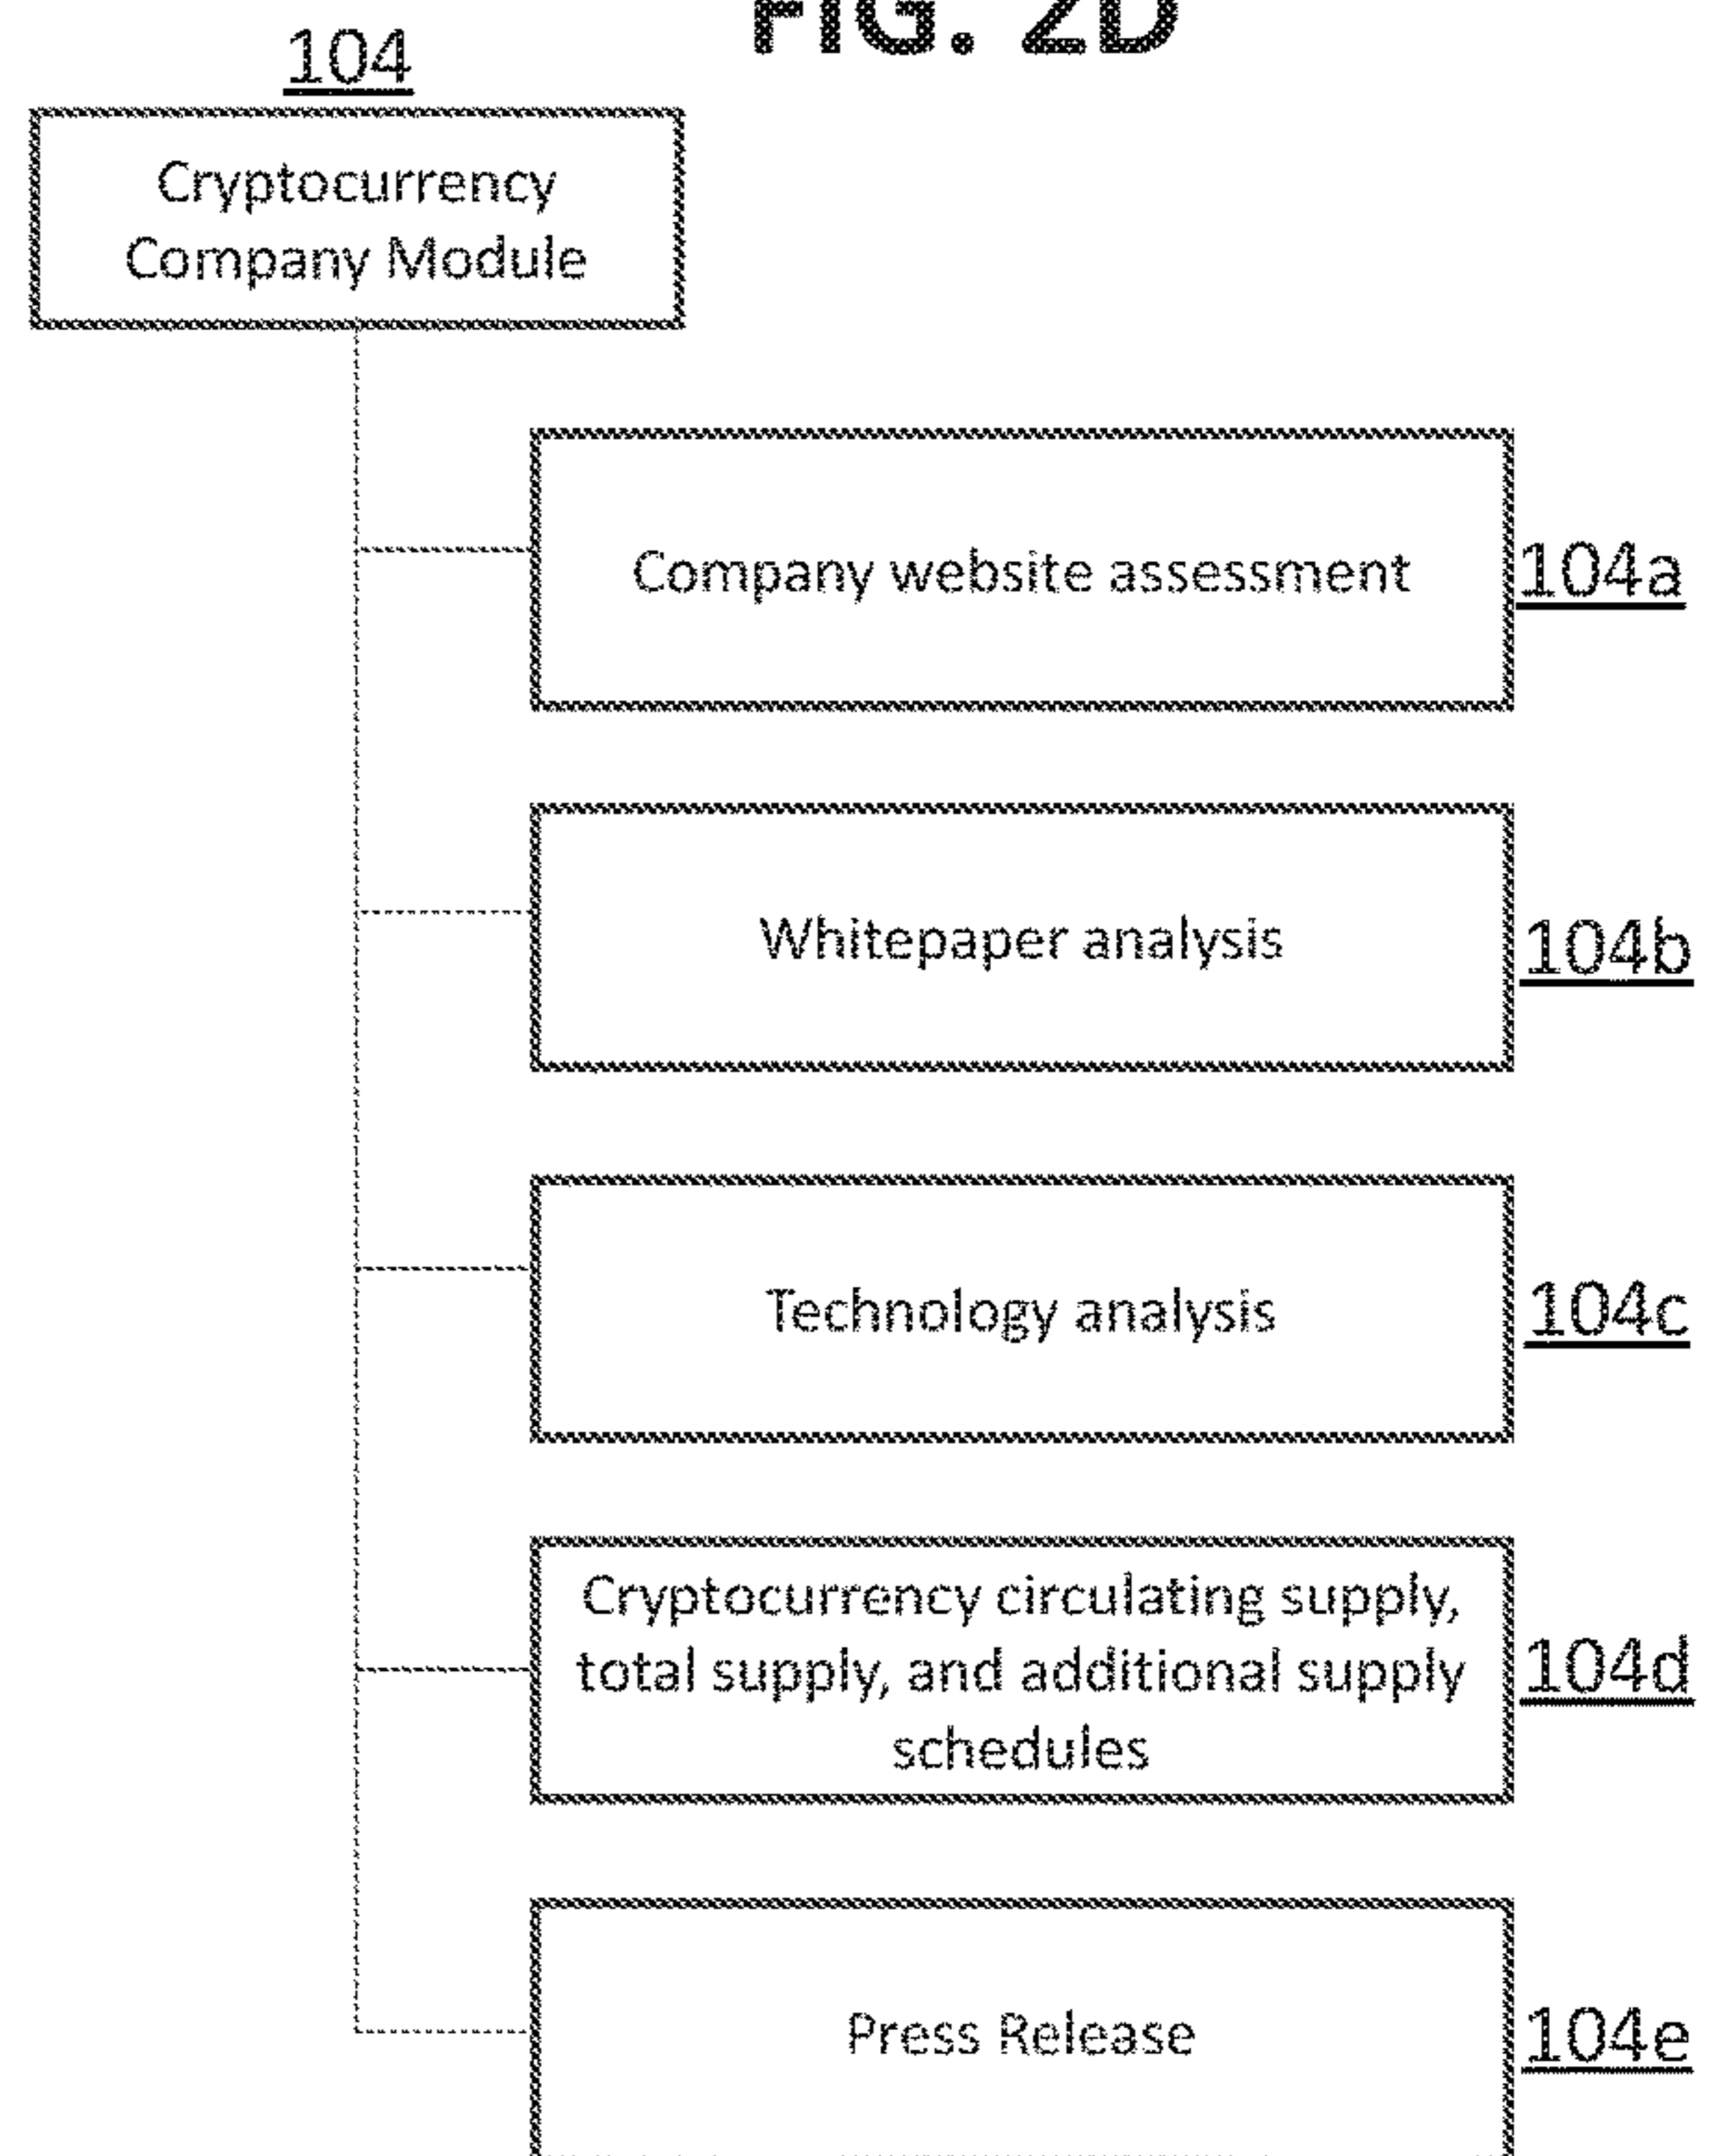 FIG. 2D
104
Cryptocurrency
Company Module
Company website assessment
104a
Whitepaper analysis
104b
Technology analysis
104c
Cryptocurrency circulating supply,
total supply, and additional supply
schedules
104d
Press Release
104e